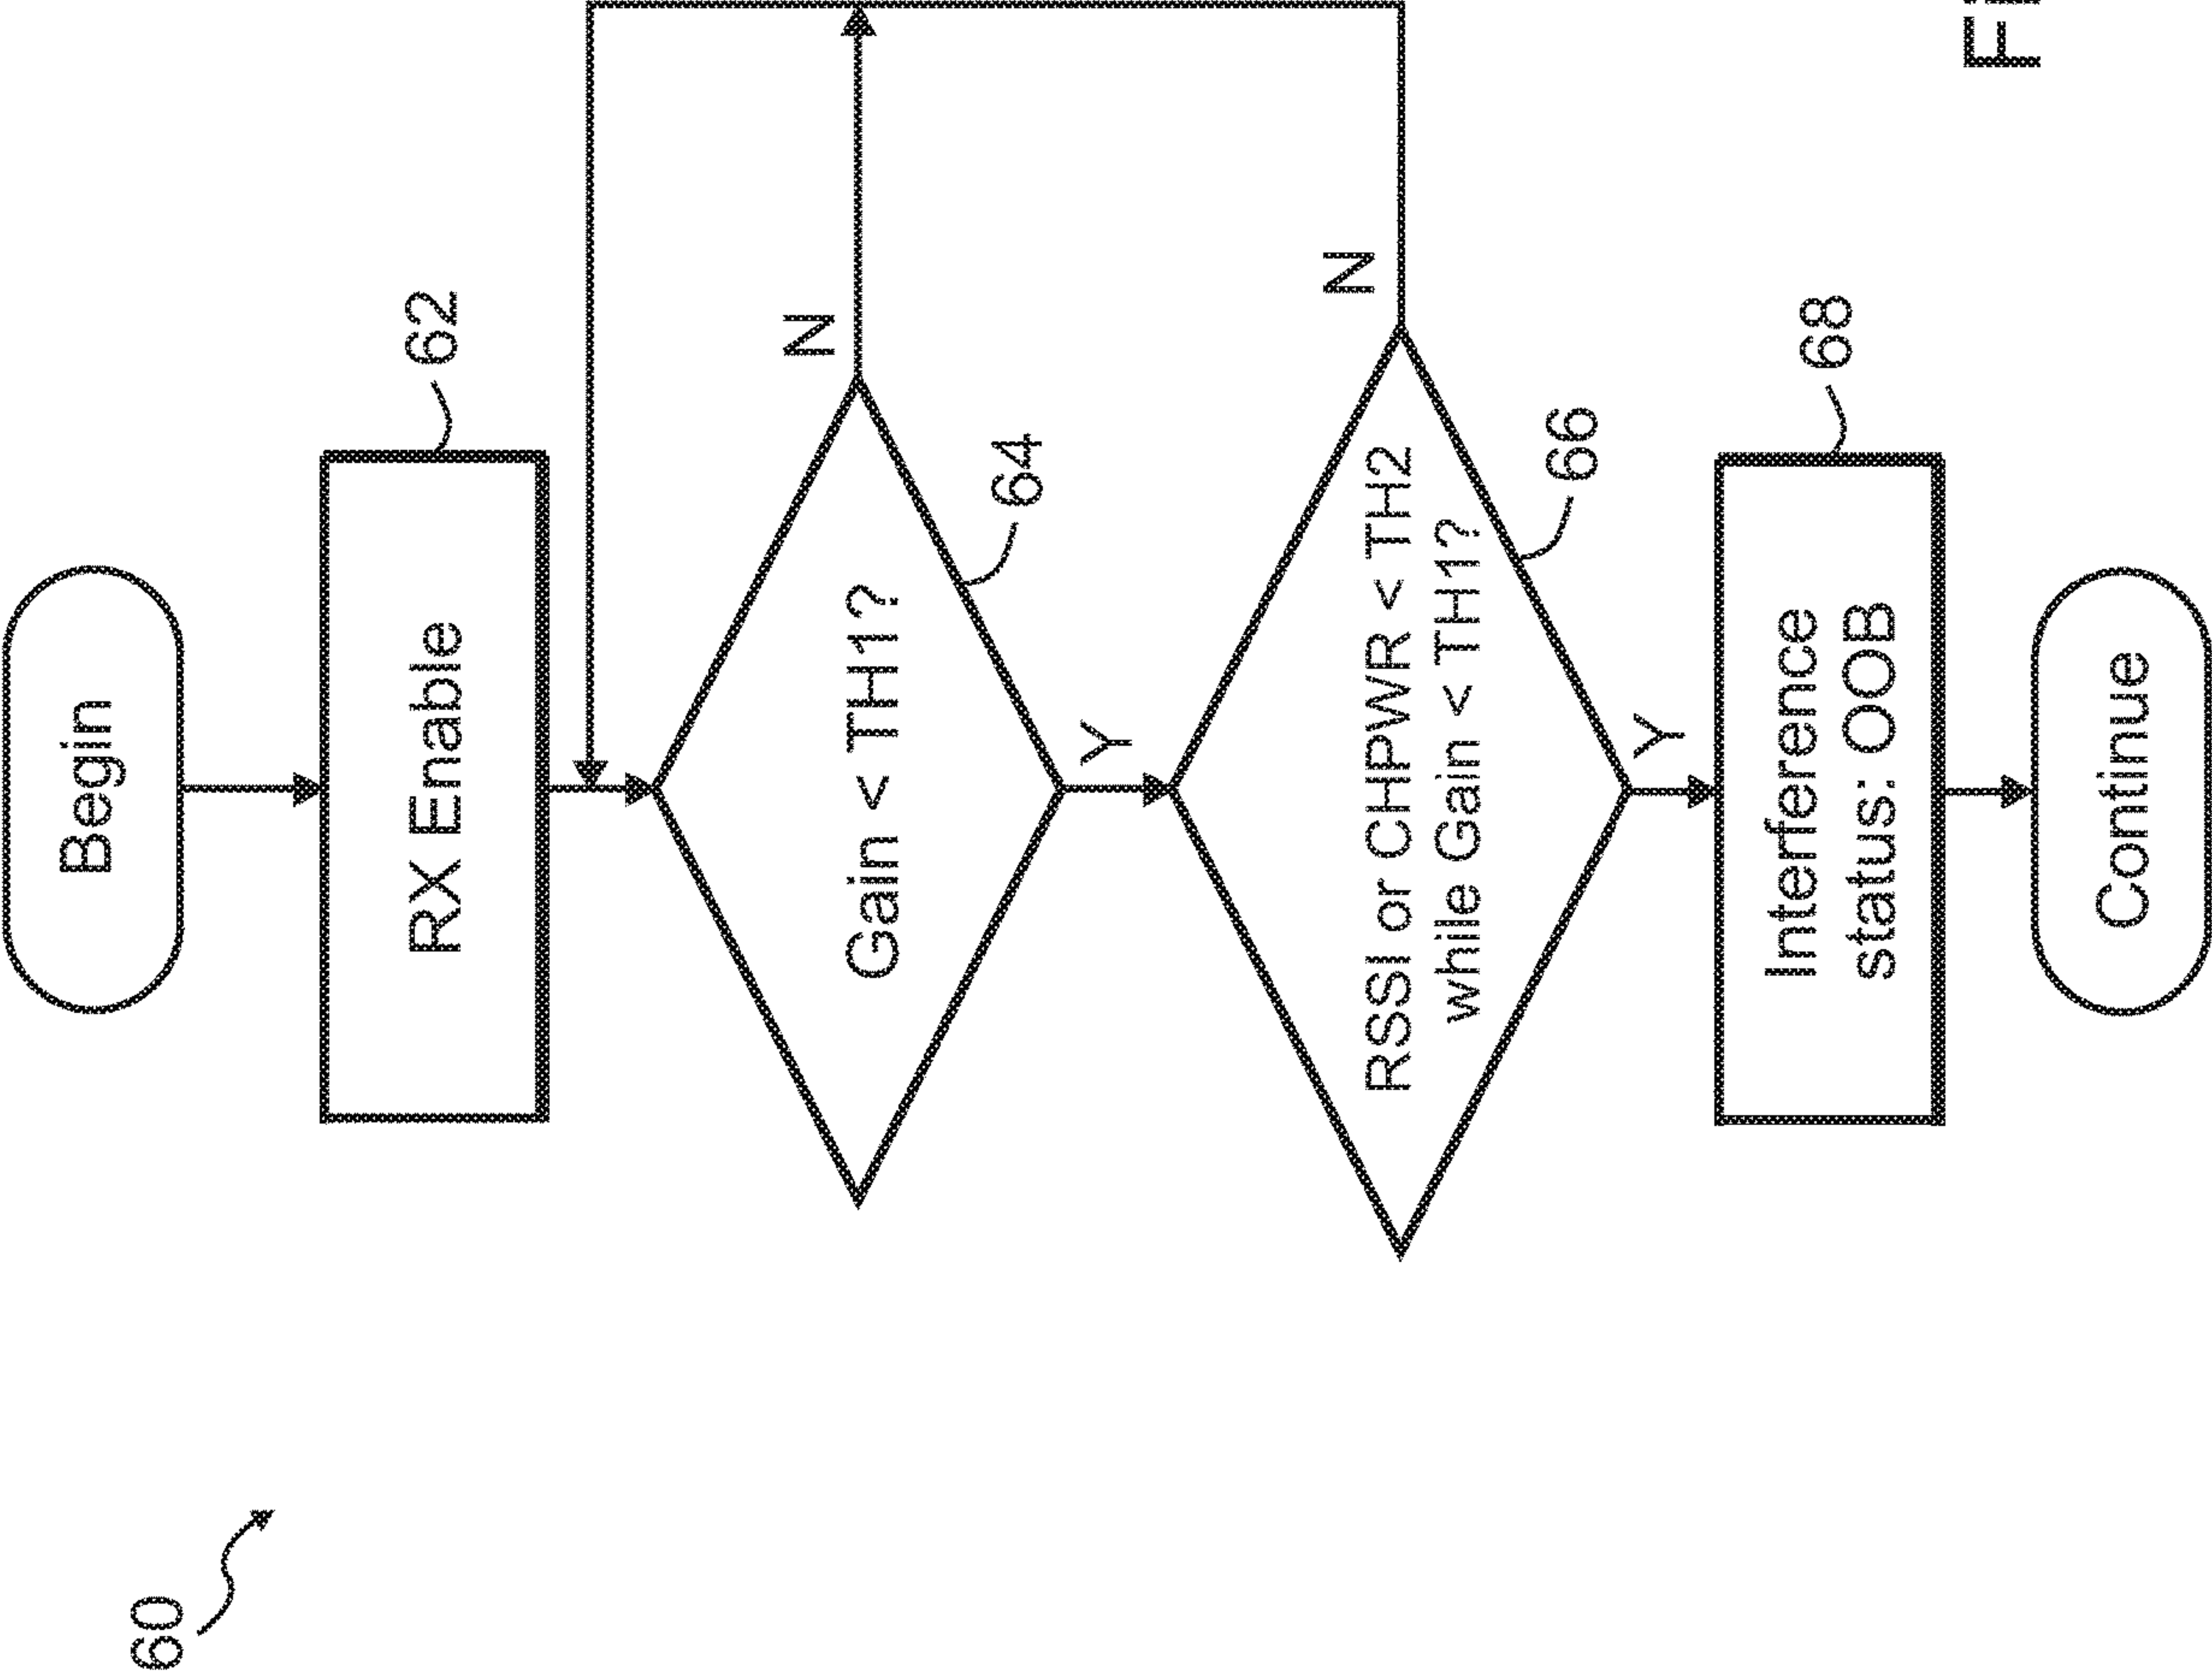 60
Begin
RX Enable
62
Gain < TH1?
N
64
Y
RSSI or CHPWR < TH2
while Gain < TH1?
N
66
Y
Interference
status: OOB
68
Continue